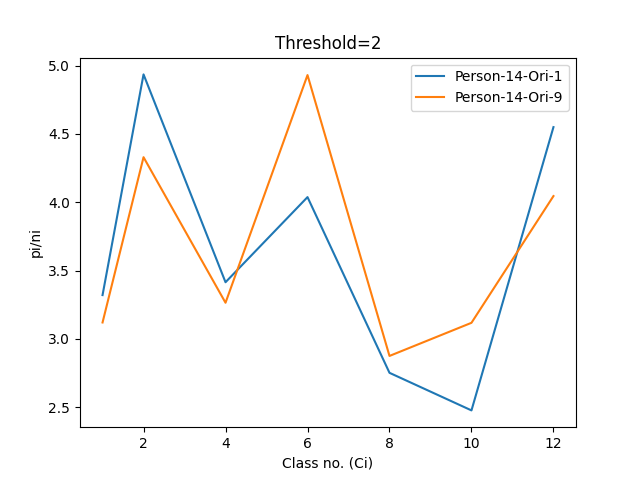 Threshold=2
Person-14-Ori-1
Person-14-Ori-9
5.0
4.5
4.0
3.5
3.0
2.5
pi/ni
2 4 6 8 10 12
Class no. (Ci)